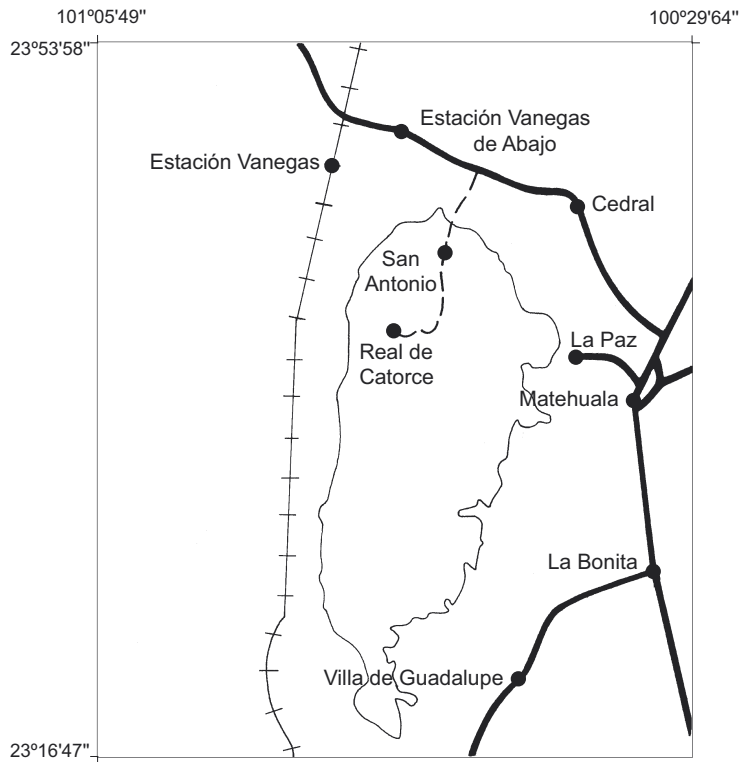 101º05'49"
100º29'64"
23º53'58"
Estación Vanegas
de Abajo
Estación Vanegas
Cedral
San
Antonio
La Paz
Real de
Catorce
Matehuala
La Bonita
Villa de Guadalupe
23º16'47"